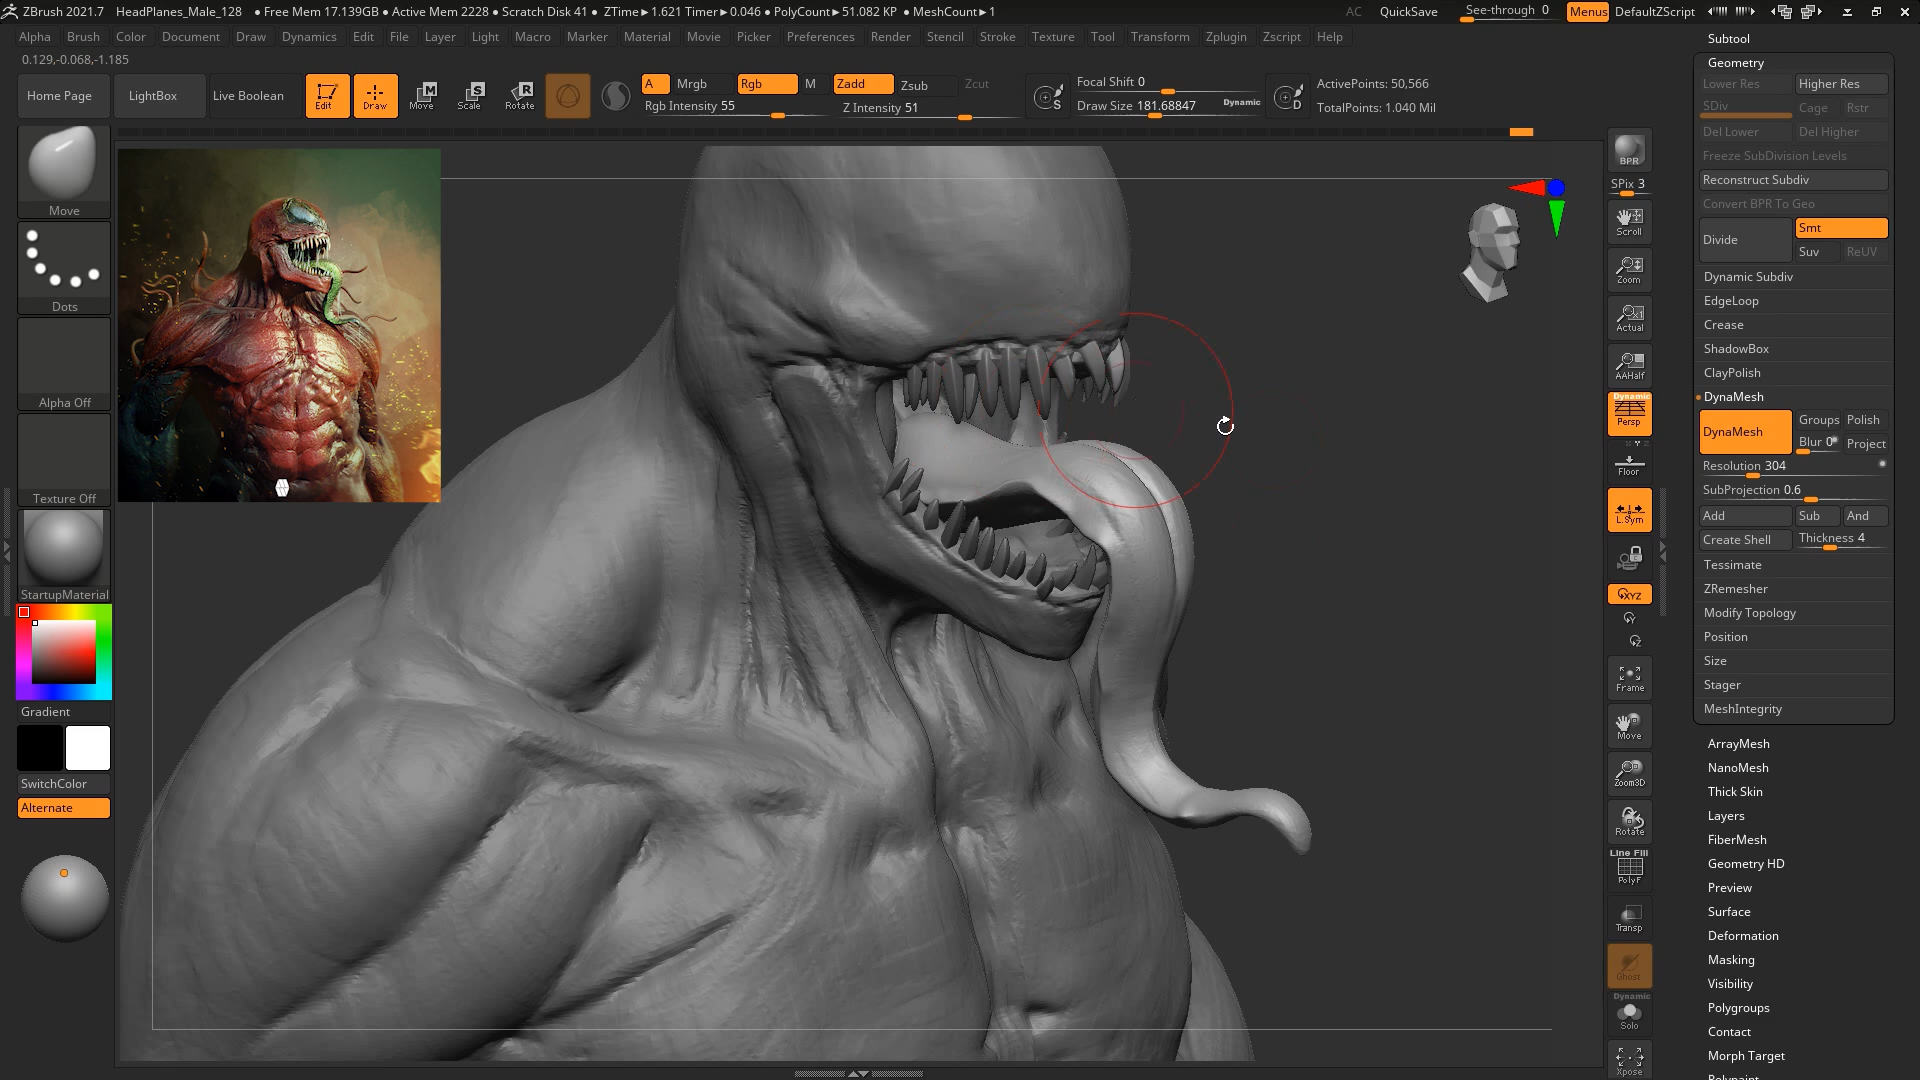 ZBrush 2021.7 HeadPlanes_Male_128 ● Free Mem 17.139GB ● Active Mem 2228 ● Scratch Disk 41 ● ZTime►1.621 Timer►0.046 ● PolyCount►51.082 KP ● MeshCount►1 AC QuickSave See-through 0 Menus DefaultZScript
Alpha Brush Color Document Draw Dynamics Edit File Layer Light Macro Marker Material Movie Picker Preferences Render Stencil Stroke Texture Tool Transform Zplugin Zscript Help
0.129,-0.068,-1.185
Home Page LightBox Live Boolean Edit Draw Move Scale Rotate
M S R
A Mrgb Rgb M Zadd Zsub Zcut
Rgb Intensity 55 Z Intensity 51
S Focal Shift 0
Draw Size 181.68847 Dynamic
D ActivePoints: 50,566
TotalPoints: 1.040 Mil
Move
Dots
Alpha Off
Texture Off
StartupMaterial
Gradient
SwitchColor
Alternate
BPR
SPix 3
Scroll
Zoom
Actual
AAHalf
Dynamic
Persp
Floor
L.Sym
XYZ
Y
Z
Frame
Move
Zoom3D
Rotate
Line Fill
PolyF
Transp
Ghost
Dynamic
Solo
Xpose
Subtool
Geometry
Lower Res Higher Res
SDiv Cage Rstr
Del Lower Del Higher
Freeze SubDivision Levels
Reconstruct Subdiv
Convert BPR To Geo
Divide Smt
Suv ReUV
Dynamic Subdiv
EdgeLoop
Crease
ShadowBox
ClayPolish
DynaMesh
DynaMesh Groups Polish
Blur 0 Project
Resolution 304
SubProjection 0.6
Add Sub And
Create Shell Thickness 4
Tessimate
ZRemesher
Modify Topology
Position
Size
Stager
MeshIntegrity
ArrayMesh
NanoMesh
Thick Skin
Layers
FiberMesh
Geometry HD
Preview
Surface
Deformation
Masking
Visibility
Polygroups
Contact
Morph Target
Polypaint